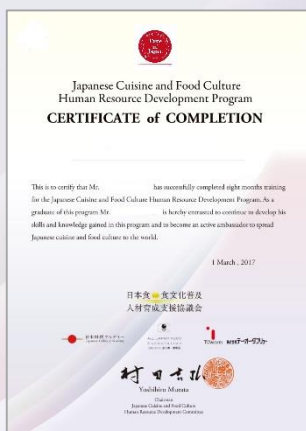 Taste of Japan
Japanese Cuisine and Food Culture
Human Resource Development Program
CERTIFICATE of COMPLETION
This is to certify that Mr. has successfully completed eight months training
for the Japanese Cuisine and Food Culture Human Resource Development Program. As a
graduate of this program Mr. is hereby entrusted to continue to develop his
skills and knowledge gained in this program and to become an active ambassador to spread
Japanese cuisine and food culture to the world.
1 March , 2017
日本食 食文化普及
人材育成支援協議会
村田吉弘
Yoshihiro Murata
Chairman
Japanese Cuisine and Food Culture
Human Resource Development Committee